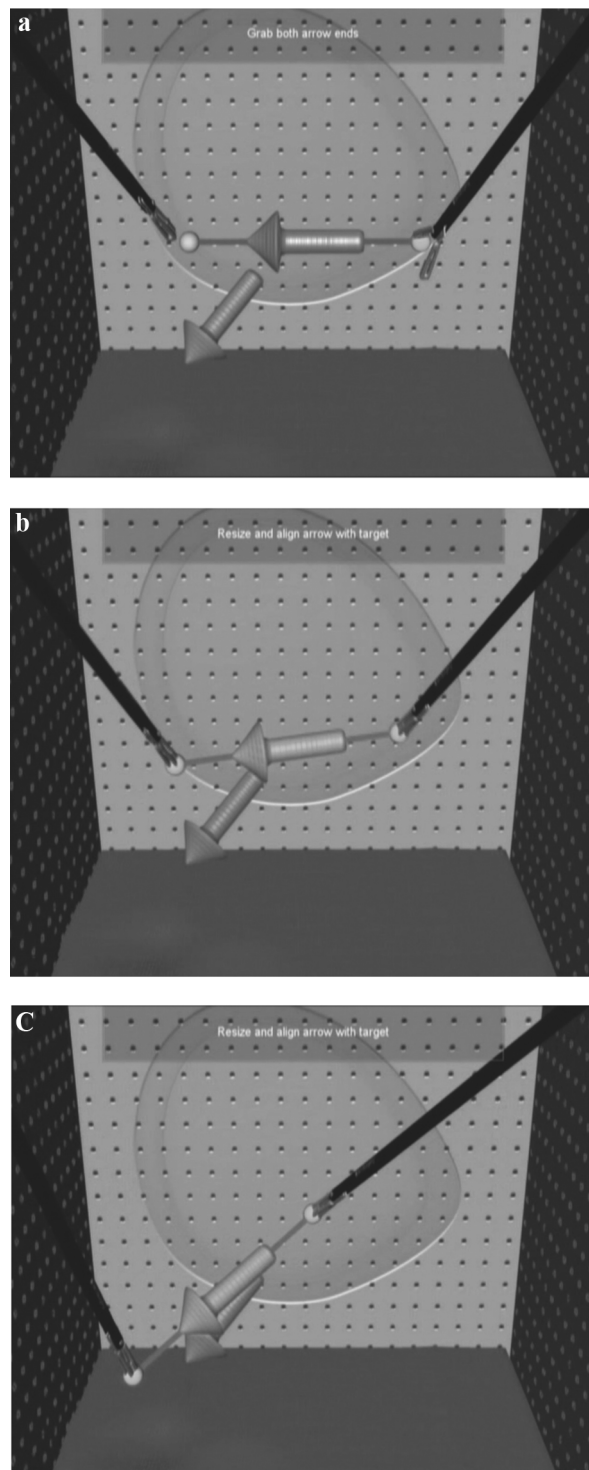 a
Grab both arrow ends
b
Resize and align arrow with target
C
Resize and align arrow with target